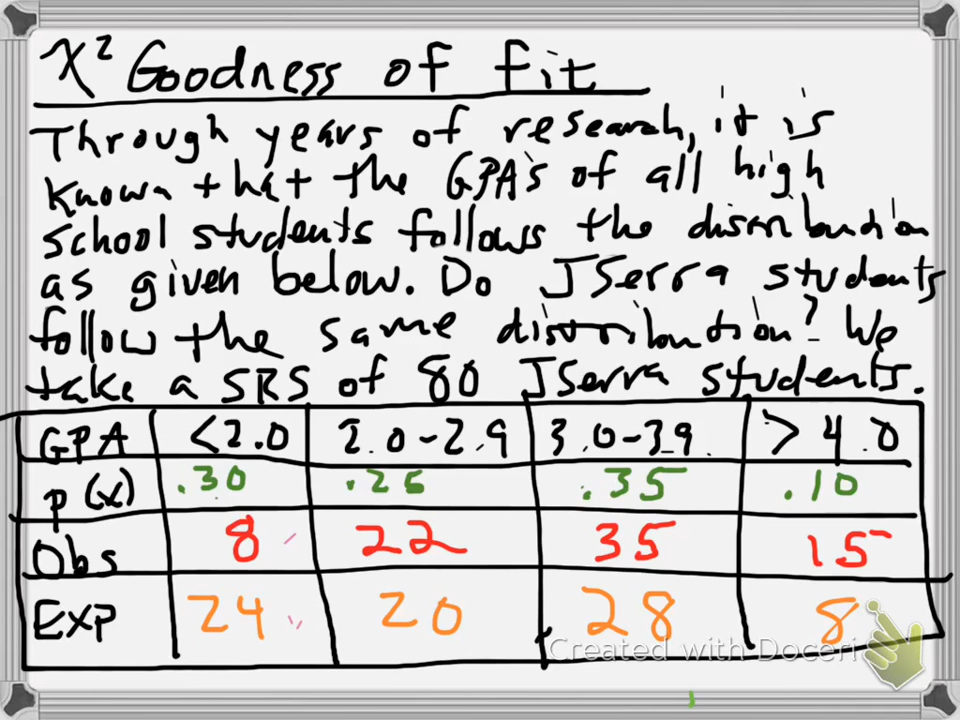 χ² Goodness of fit
Through years of research, it is
known that the GPA's of all high
school students follows the distribution
as given below. Do JSerra students
follow the same distribution? We
take a SRS of 80 JSerra students.
GPA <2.0 2.0-2.9 3.0-3.9 >4.0
p(x) .30 .25 .35 .10
Obs 8 22 35 15
Exp 24 20 28 8
Created with Doceri